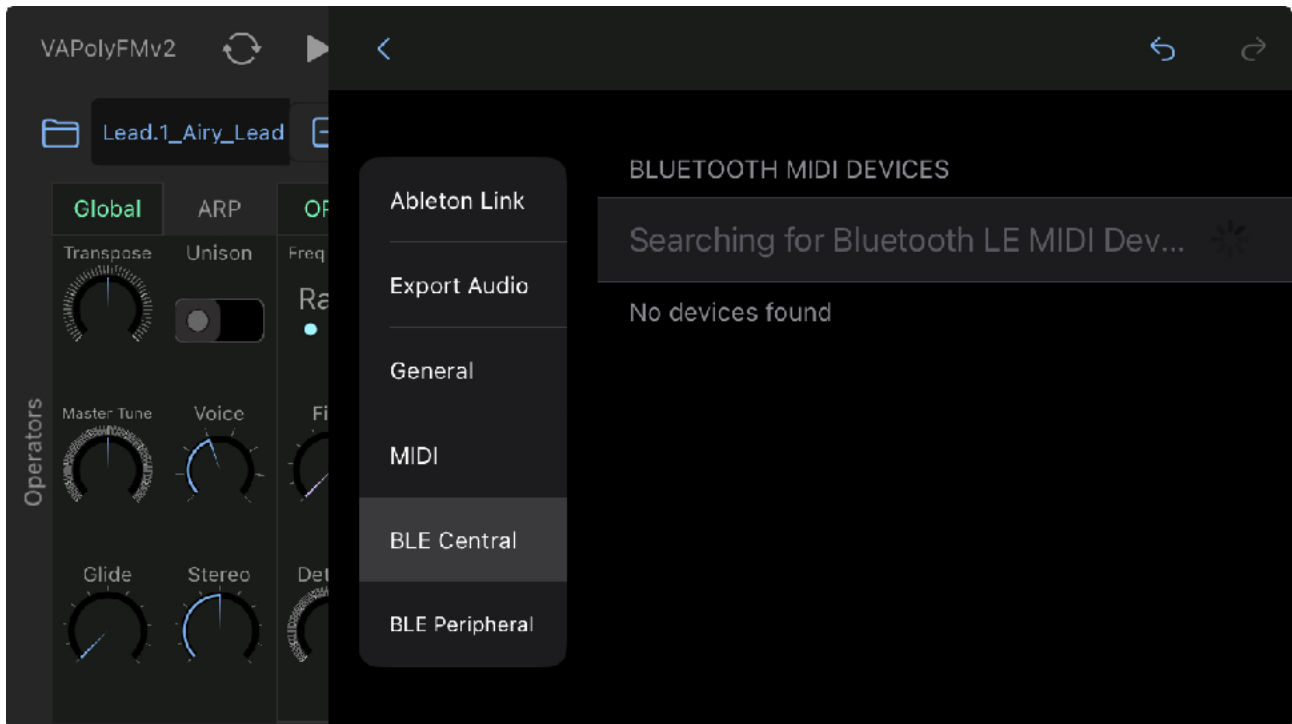 VAPolyFMv2
Lead.1_Airy_Lead
Global
ARP
Transpose
Unison
Freq
Master Tune
Voice
Operators
Glide
Stereo
Ableton Link
Export Audio
General
MIDI
BLE Central
BLE Peripheral
BLUETOOTH MIDI DEVICES
Searching for Bluetooth LE MIDI Dev...
No devices found